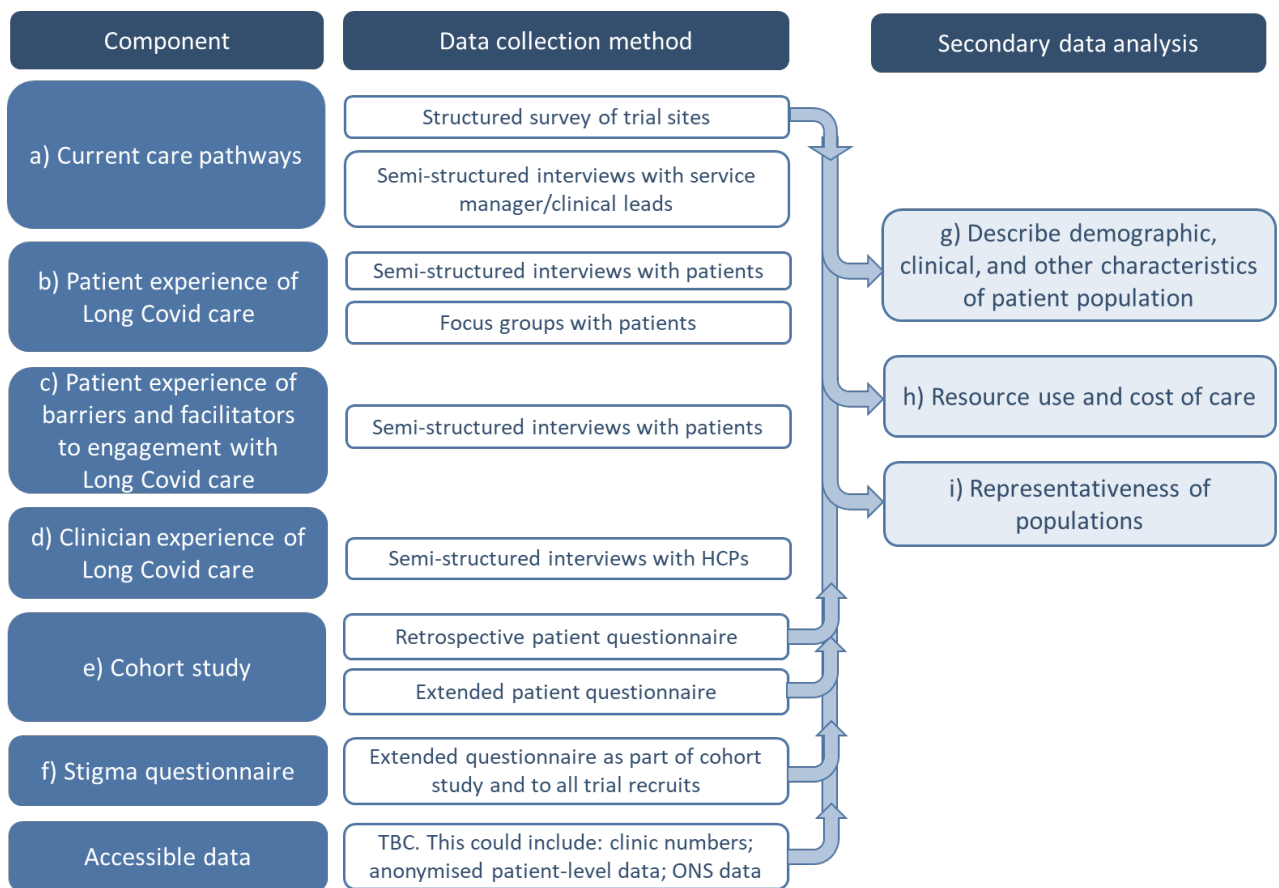 Component
Data collection method
Secondary data analysis
a) Current care pathways
Structured survey of trial sites
Semi-structured interviews with service
manager/clinical leads
b) Patient experience of
Long Covid care
Semi-structured interviews with patients
Focus groups with patients
c) Patient experience of
barriers and facilitators
to engagement with
Long Covid care
Semi-structured interviews with patients
d) Clinician experience of
Long Covid care
Semi-structured interviews with HCPs
e) Cohort study
Retrospective patient questionnaire
Extended patient questionnaire
f) Stigma questionnaire
Extended questionnaire as part of cohort
study and to all trial recruits
Accessible data
TBC. This could include: clinic numbers;
anonymised patient-level data; ONS data
g) Describe demographic,
clinical, and other characteristics
of patient population
h) Resource use and cost of care
i) Representativeness of
populations